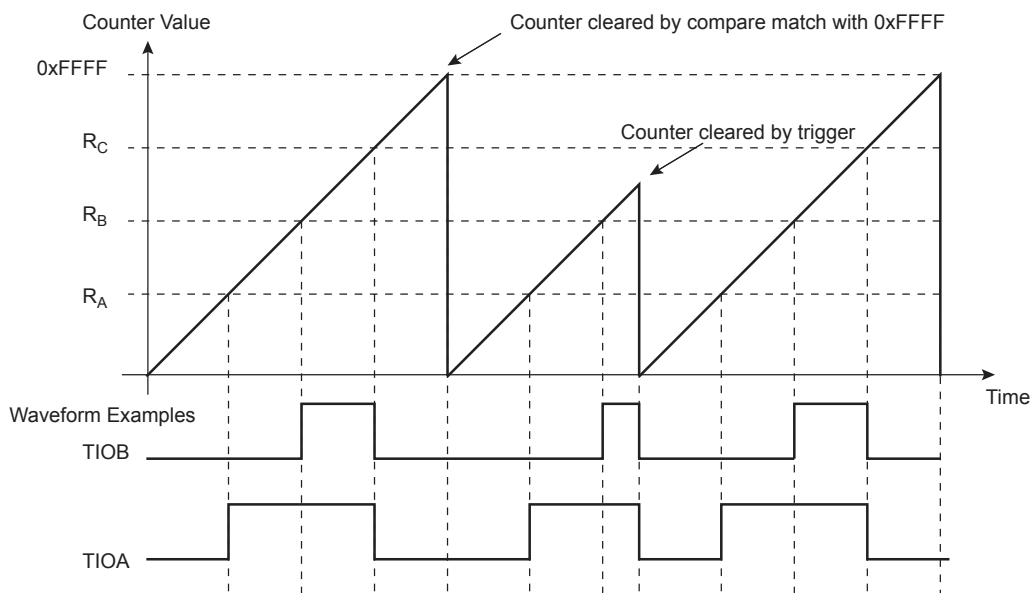 Counter Value
Counter cleared by compare match with 0xFFFF
0xFFFF
Counter cleared by trigger
RC
RB
RA
Time
Waveform Examples
TIOB
TIOA